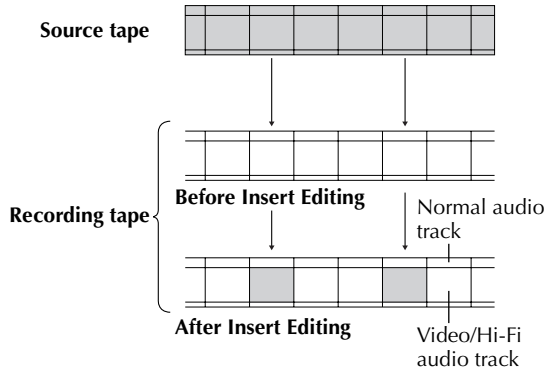 Source tape
Before Insert Editing
Recording tape
Normal audio
track
After Insert Editing
Video/Hi-Fi
audio track